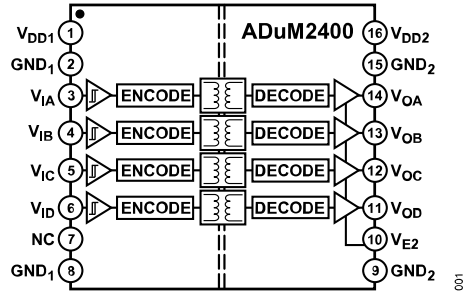 ADuM2400
VDD1 1 16 VDD2
GND1 2 15 GND2
VIA 3 ENCODE DECODE 14 VOA
VIB 4 ENCODE DECODE 13 VOB
VIC 5 ENCODE DECODE 12 VOC
VID 6 ENCODE DECODE 11 VOD
NC 7 10 VE2
GND1 8 9 GND2
001